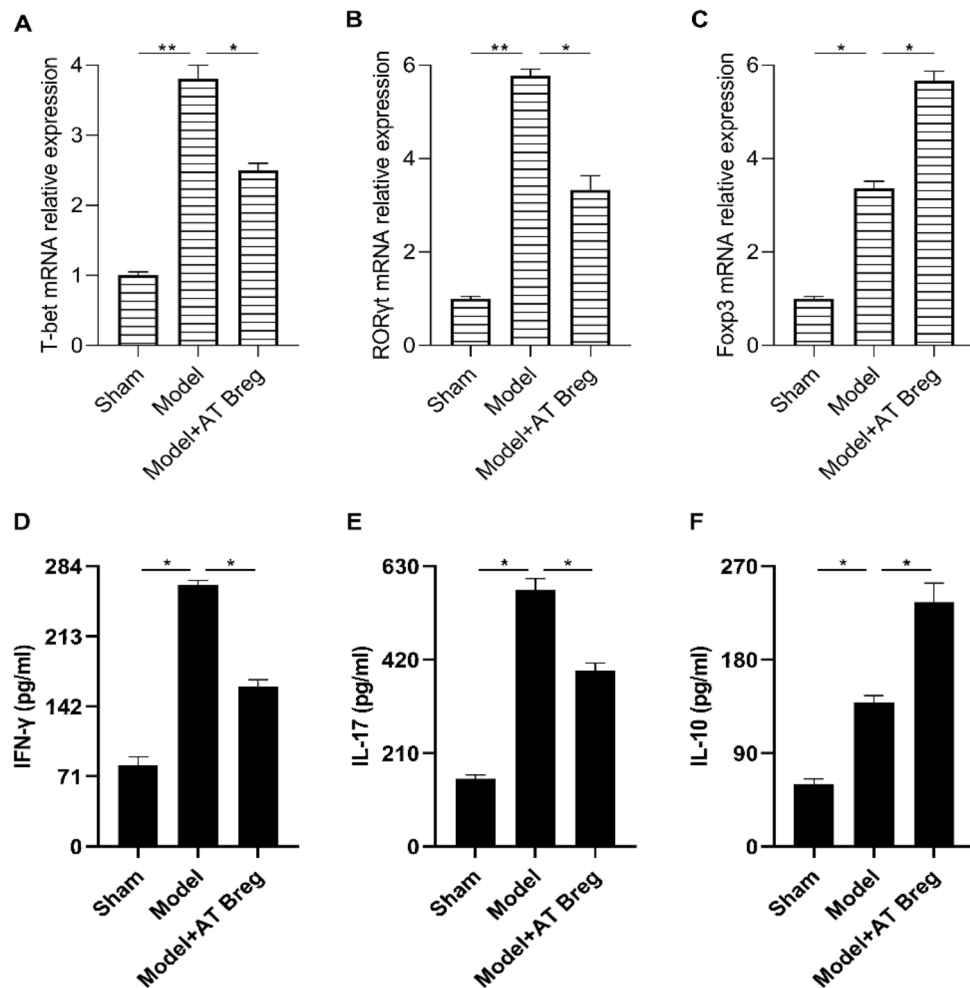 A
** *
T-bet mRNA relative expression
4
3
2
1
0
Sham
Model
Model+AT Breg
B
** *
RORγt mRNA relative expression
6
4
2
0
Sham
Model
Model+AT Breg
C
* *
Foxp3 mRNA relative expression
6
4
2
0
Sham
Model
Model+AT Breg
D
* *
IFN-γ (pg/ml)
284
213
142
71
0
Sham
Model
Model+AT Breg
E
* *
IL-17 (pg/ml)
630
420
210
0
Sham
Model
Model+AT Breg
F
* *
IL-10 (pg/ml)
270
180
90
0
Sham
Model
Model+AT Breg